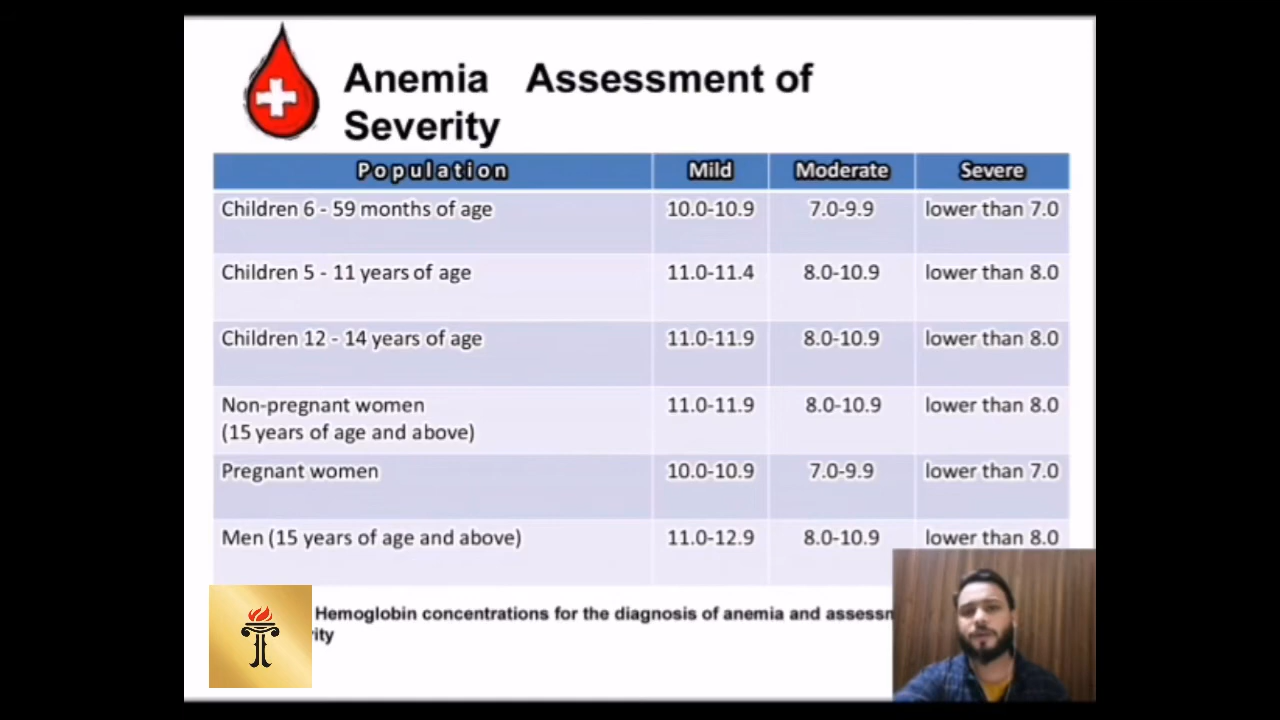 Anemia Assessment of
Severity
Population Mild Moderate Severe
Children 6 - 59 months of age 10.0-10.9 7.0-9.9 lower than 7.0
Children 5 - 11 years of age 11.0-11.4 8.0-10.9 lower than 8.0
Children 12 - 14 years of age 11.0-11.9 8.0-10.9 lower than 8.0
Non-pregnant women 11.0-11.9 8.0-10.9 lower than 8.0
(15 years of age and above)
Pregnant women 10.0-10.9 7.0-9.9 lower than 7.0
Men (15 years of age and above) 11.0-12.9 8.0-10.9 lower than 8.0
Hemoglobin concentrations for the diagnosis of anemia and